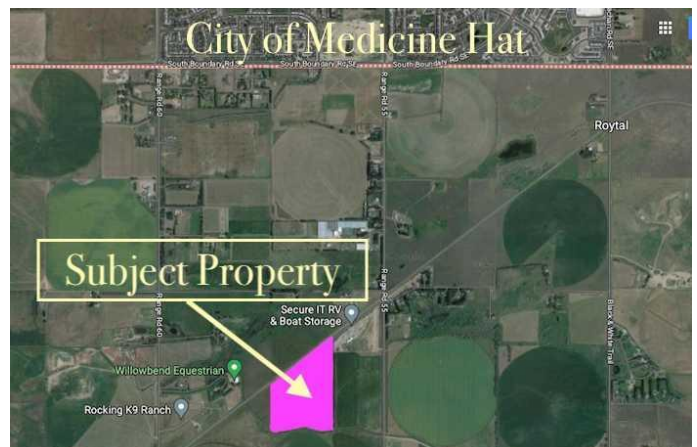 City of Medicine Hat
South Boundary Rd
South Boundary Rd SE
South Boundary Rd SE
Range Rd 60
Range Rd 55
Roytal
Subject Property
Range Rd 60
Range Rd 55
Secure IT RV
& Boat Storage
Black & White Trail
Willowbend Equestrian
Rocking K9 Ranch